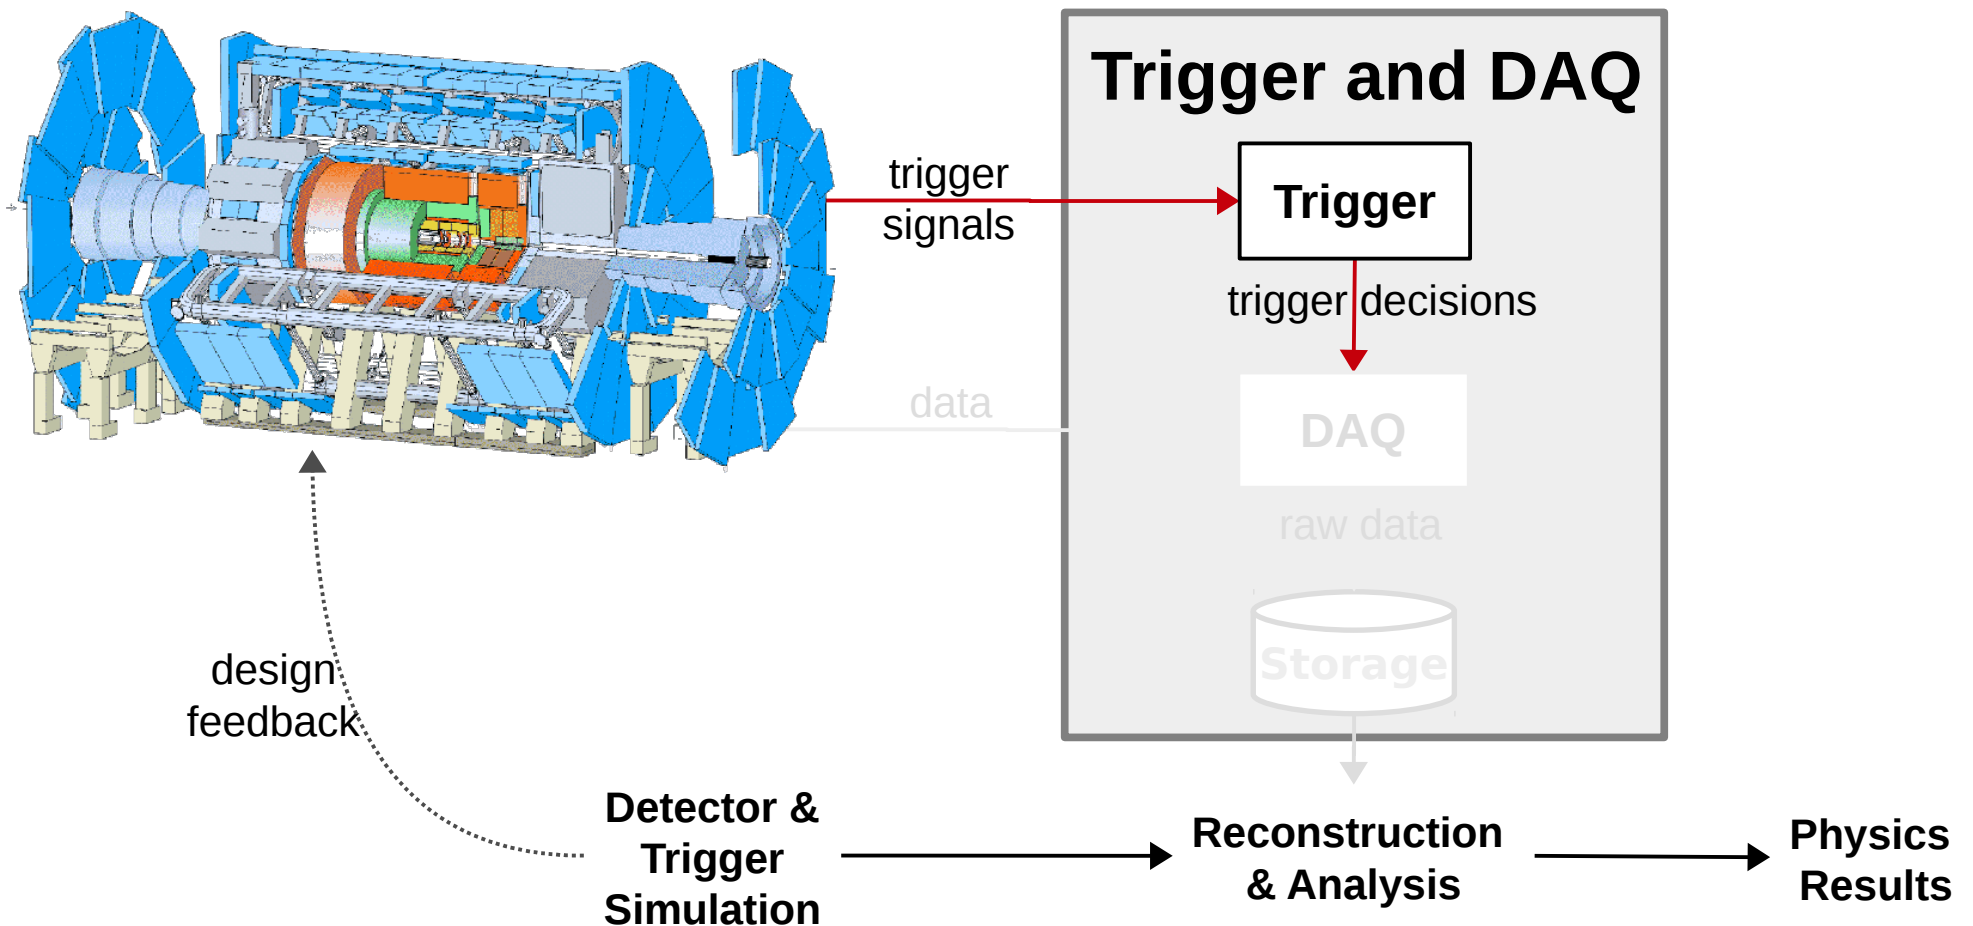 Trigger and DAQ
trigger
signals
Trigger
trigger decisions
data
DAQ
raw data
Storage
design
feedback
Detector &
Trigger
Simulation
Reconstruction
& Analysis
Physics
Results